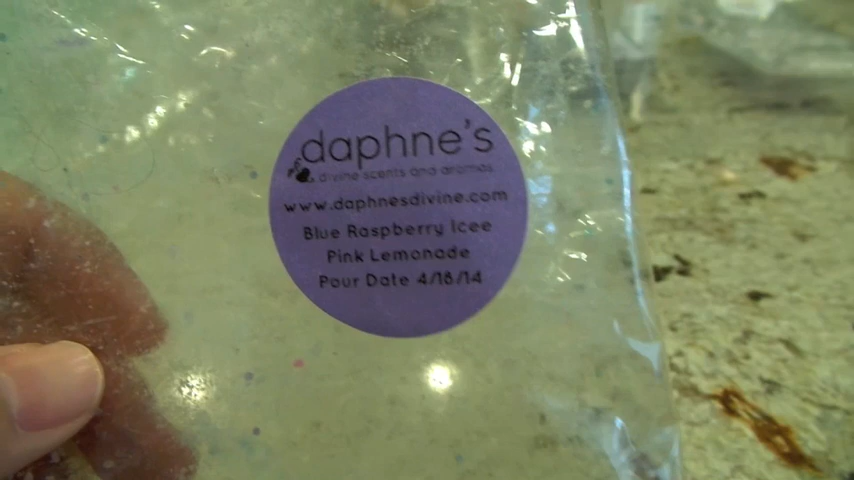 daphne's
divine scents and aromas
www.daphnesdivine.com
Blue Raspberry Icee
Pink Lemonade
Pour Date 4/18/14